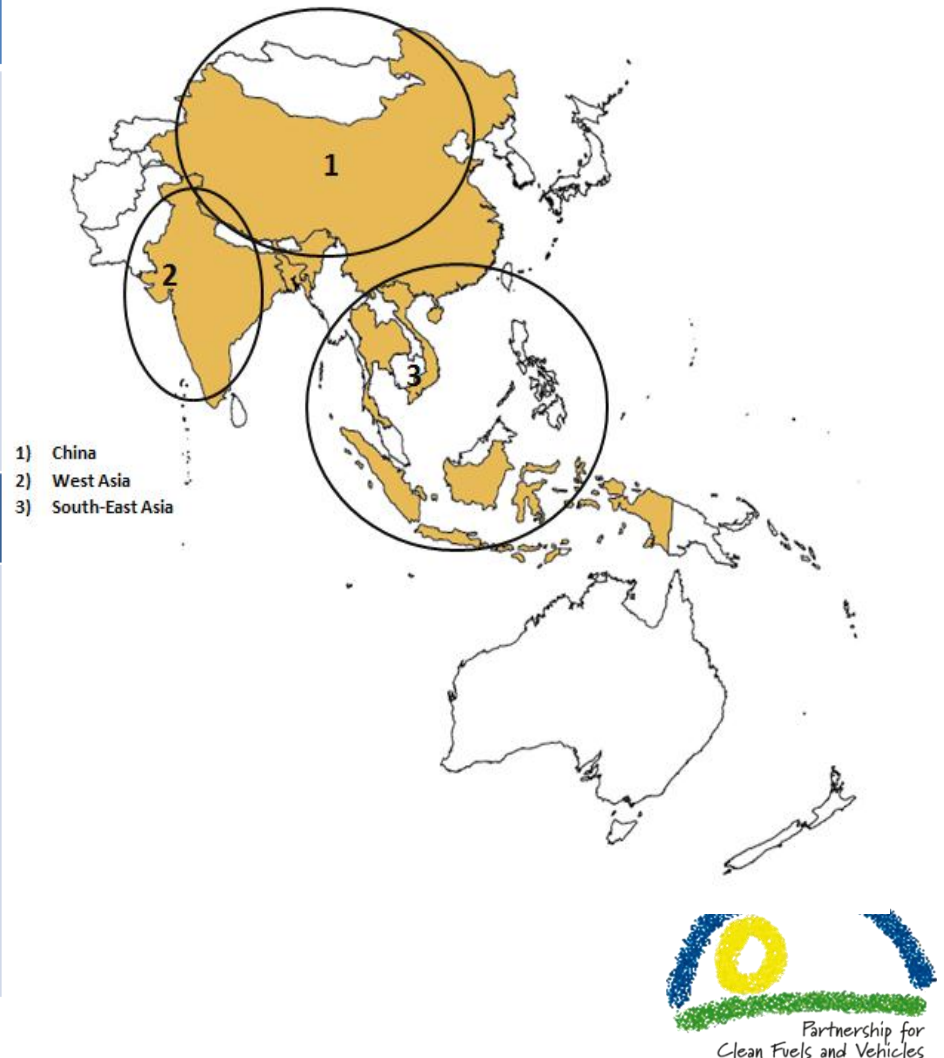 1
2
3
1) China
2) West Asia
3) South-East Asia
Partnership for
Clean Fuels and Vehicles